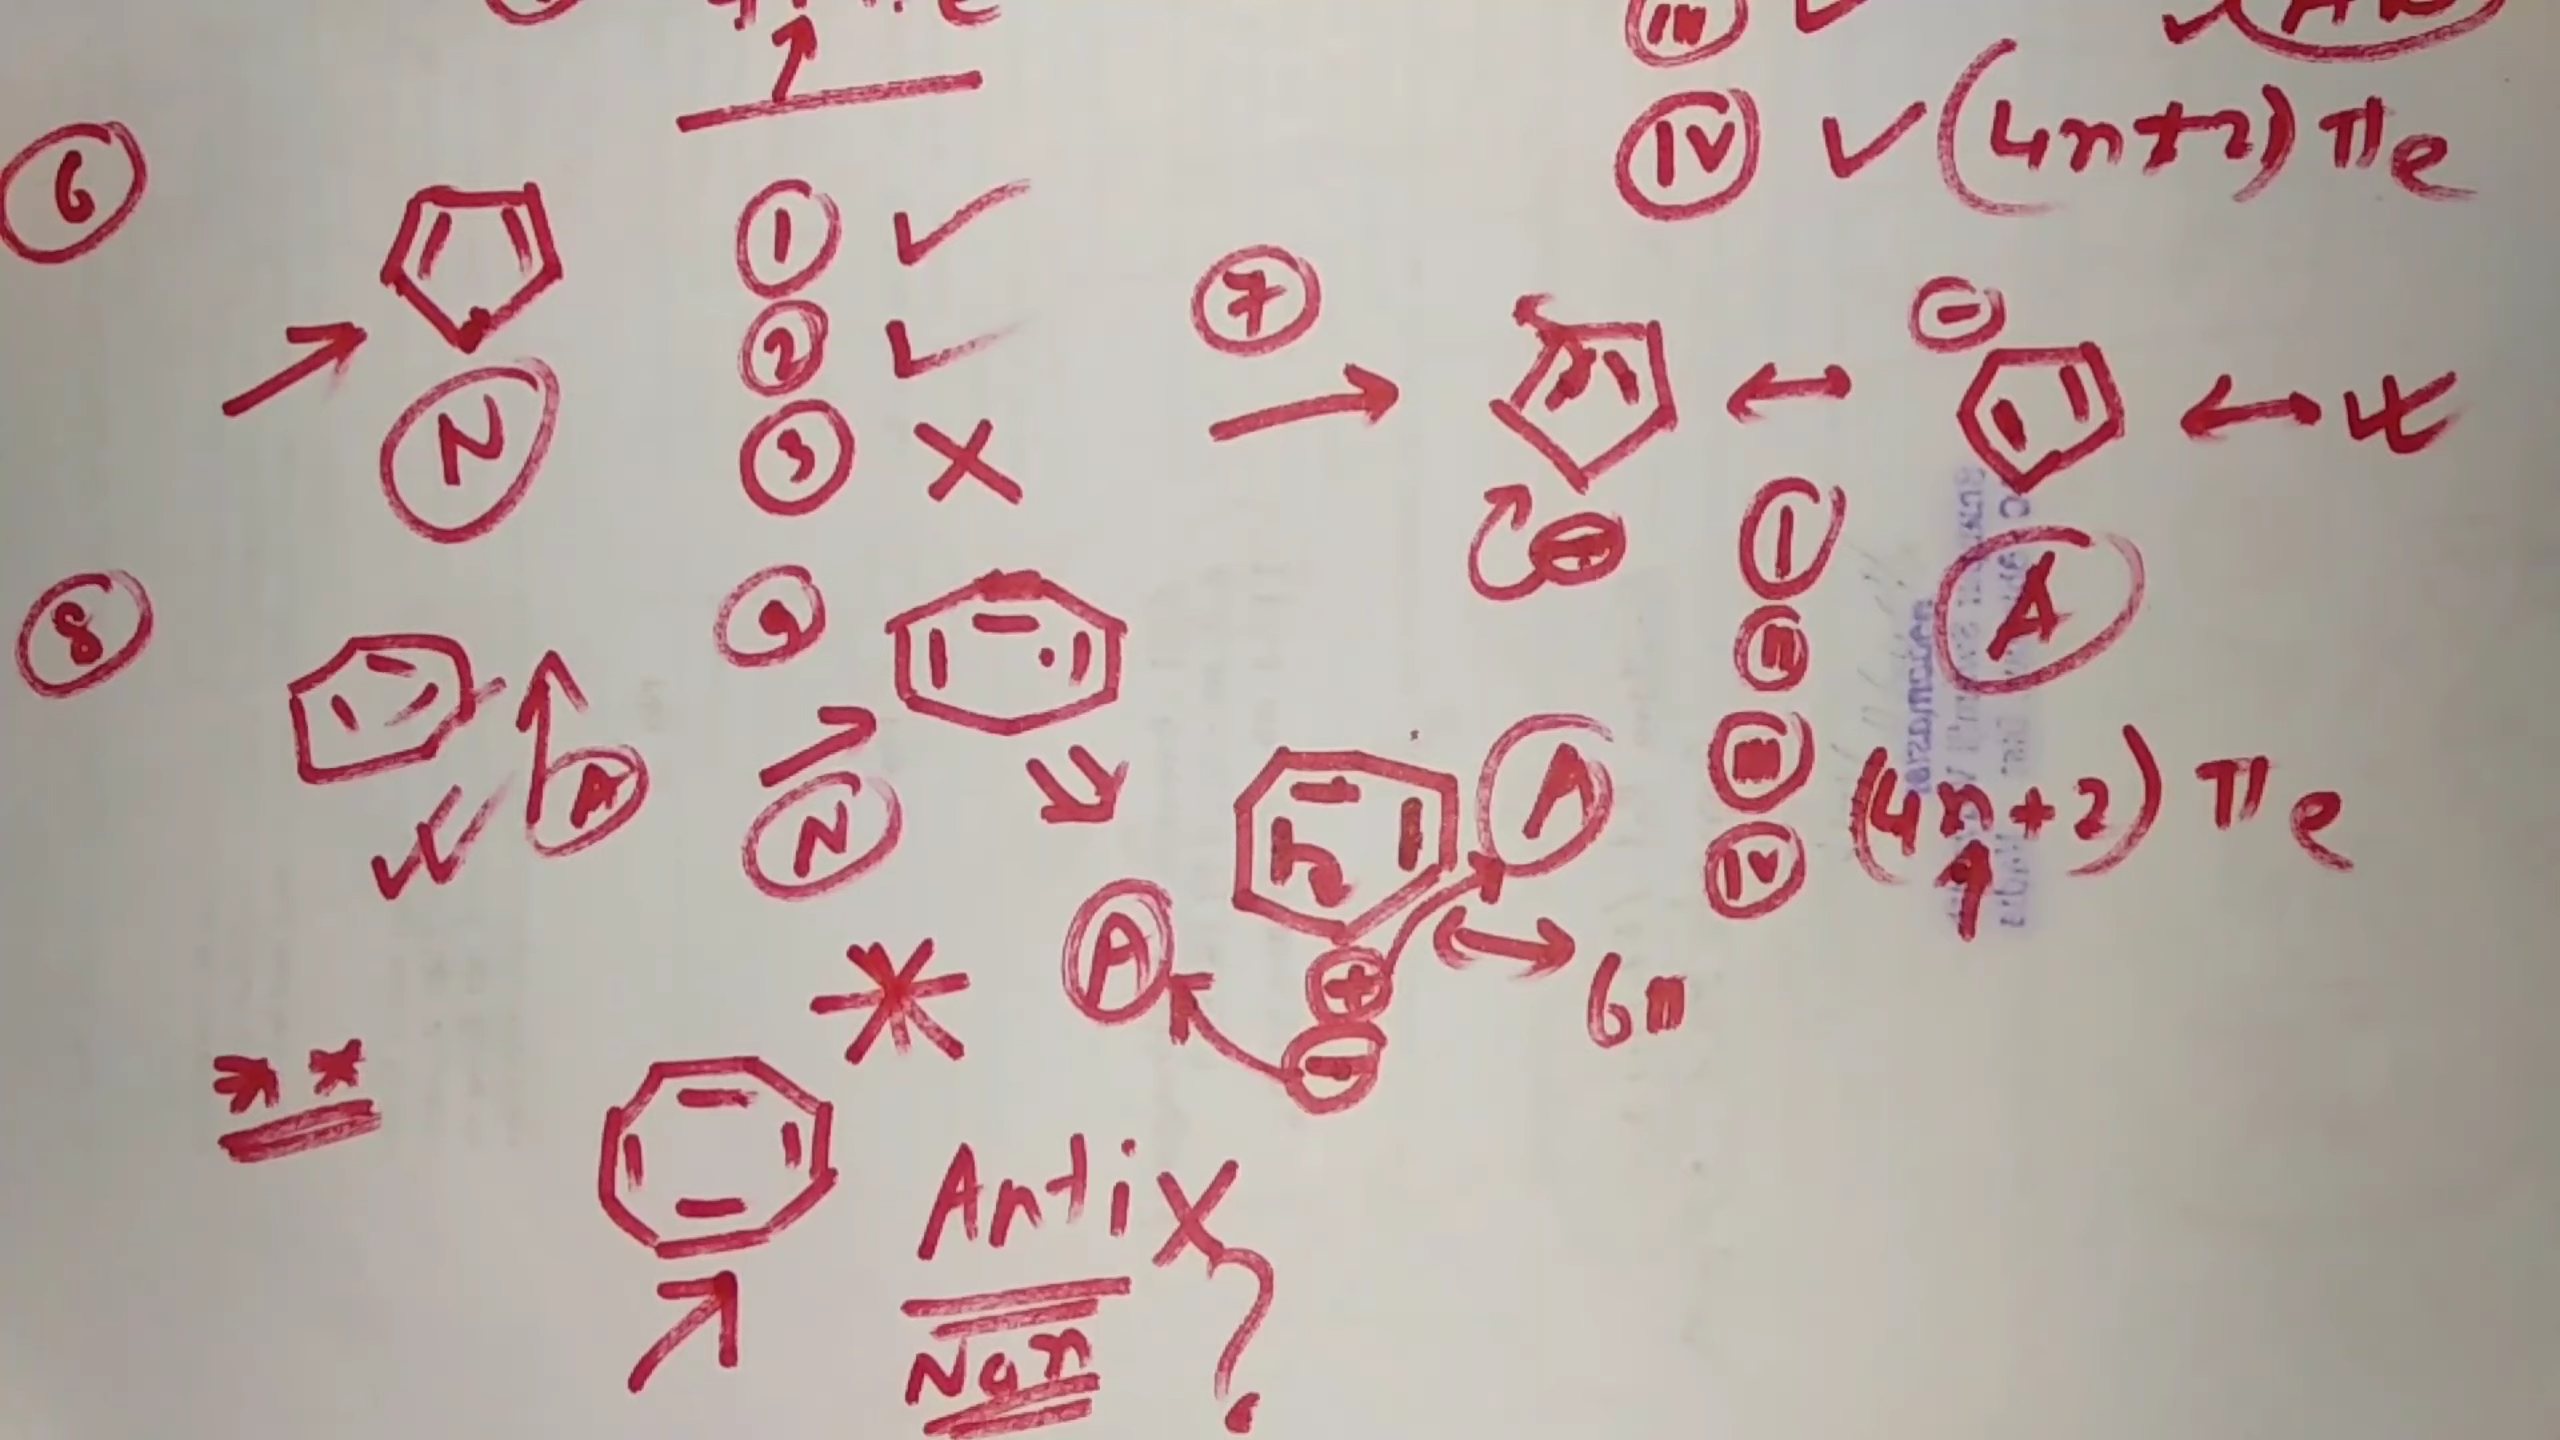 IV ✓ (4n+2) πe
6
1 ✓
2 ✓
3 ×
N
7
4π
I
II
A
III
IV (4n+2) πe
8
A
9
N
A
A
6π
* *
*
Anti × ?
Non